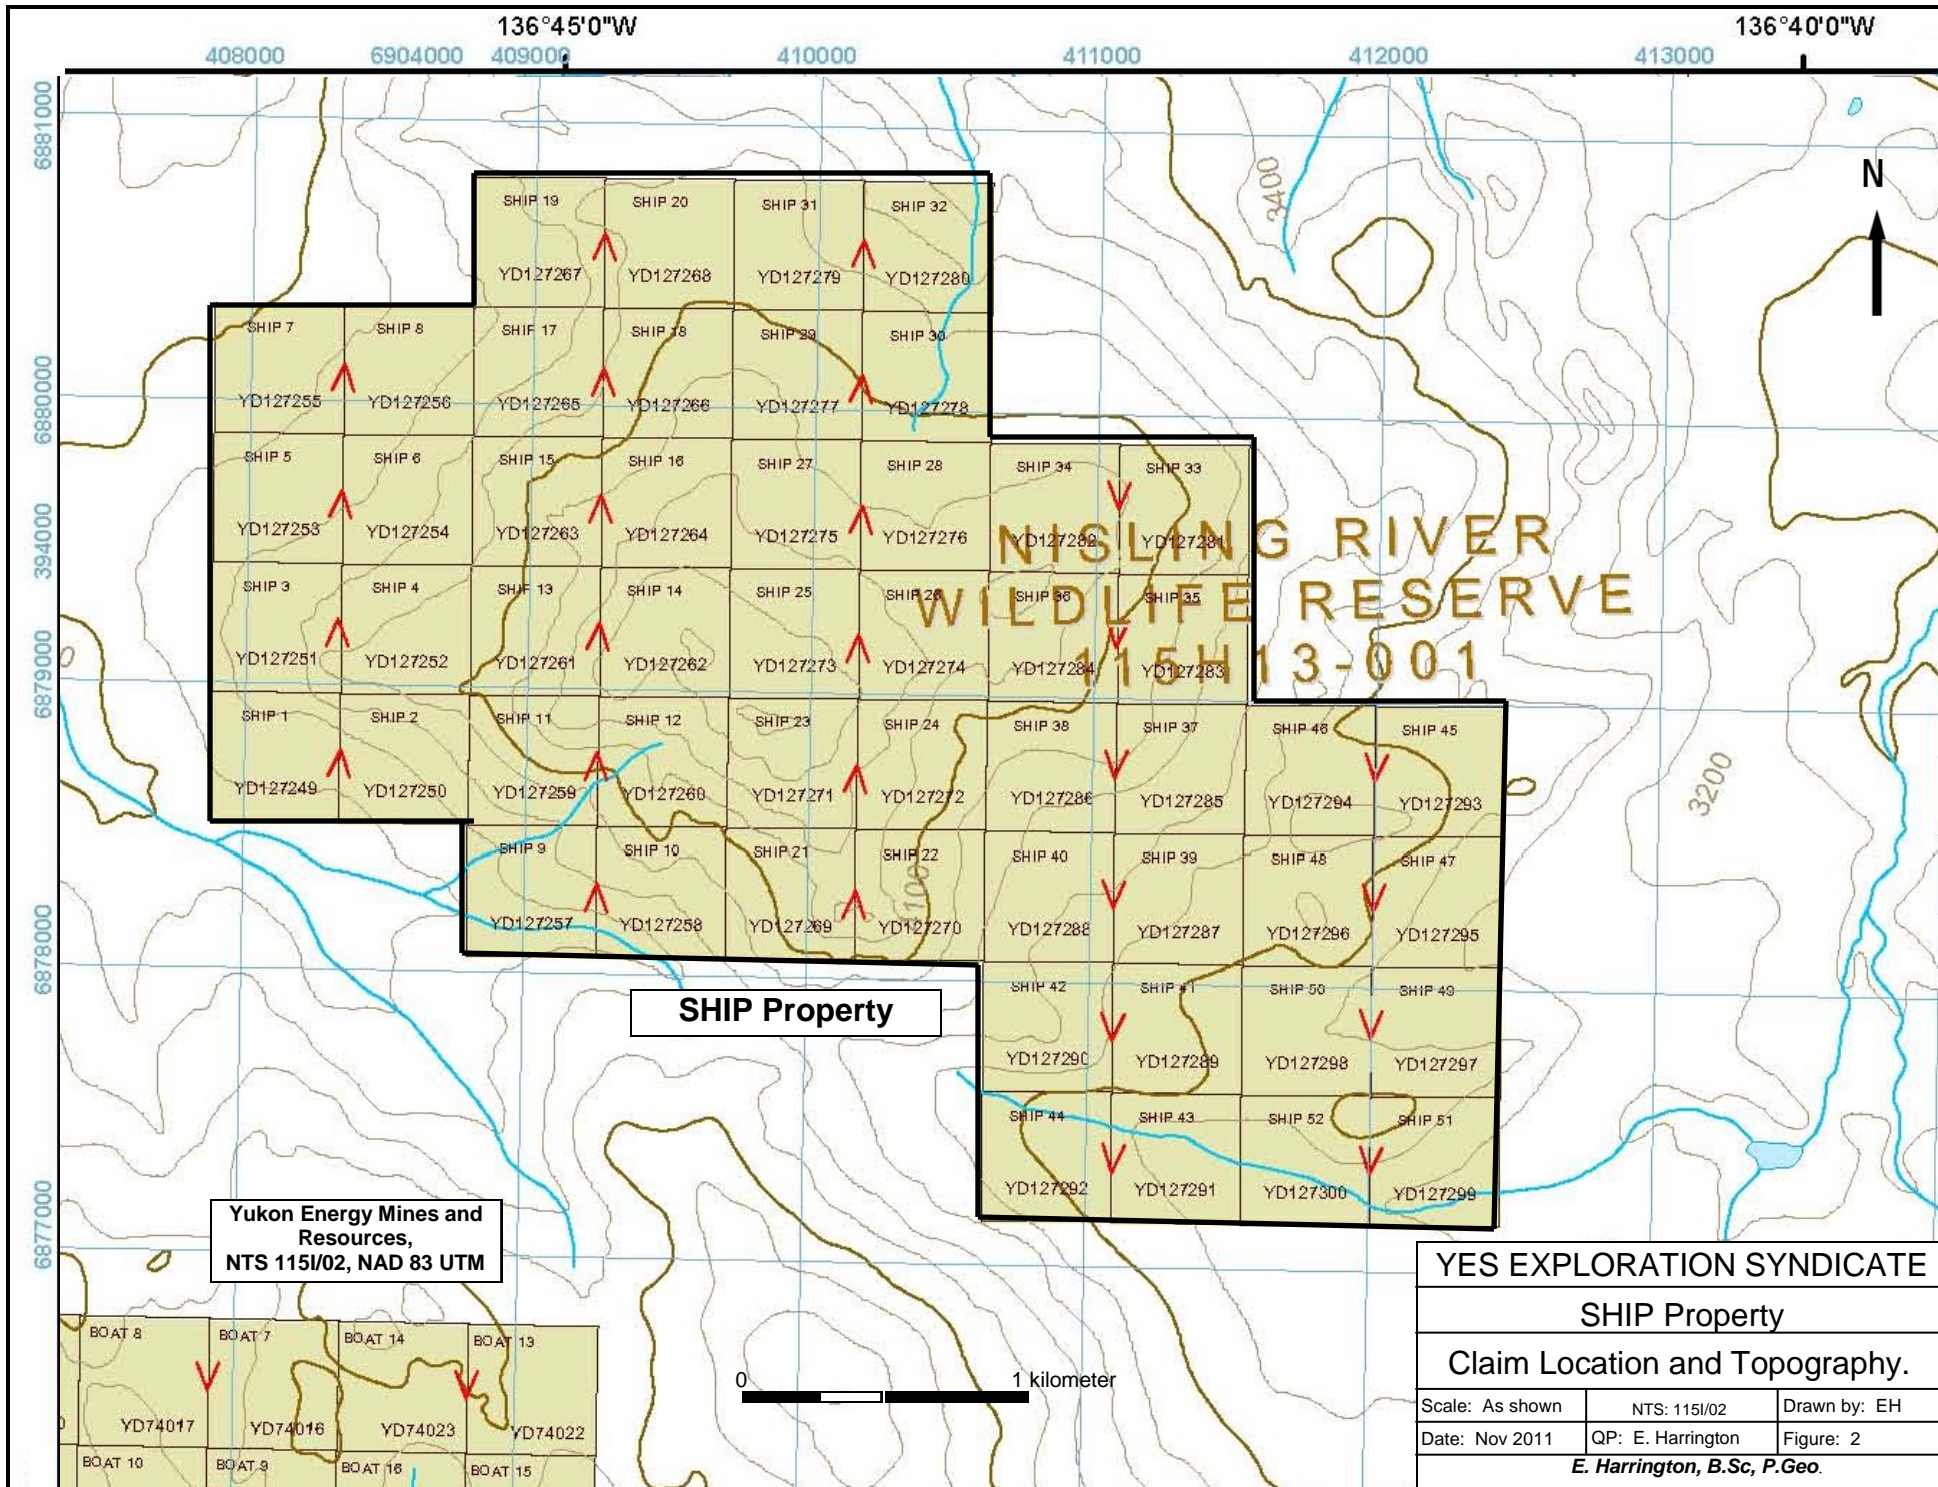 136°45'0"W
136°40'0"W
408000
6904000
409000
410000
411000
412000
413000
6881000
6880000
394000
6879000
6878000
6877000
3400
N
SHIP 19
SHIP 20
SHIP 31
SHIP 32
YD127267
YD127268
YD127279
YD127280
SHIP 7
SHIP 8
SHIP 17
SHIP 18
SHIP 29
SHIP 30
YD127255
YD127256
YD127265
YD127266
YD127277
YD127278
SHIP 5
SHIP 6
SHIP 15
SHIP 16
SHIP 27
SHIP 28
SHIP 34
SHIP 33
YD127253
YD127254
YD127263
YD127264
YD127275
YD127276
YD127282
YD127281
NISLING RIVER
WILDLIFE RESERVE
115H13-001
SHIP 3
SHIP 4
SHIP 13
SHIP 14
SHIP 25
SHIP 26
SHIP 36
SHIP 35
YD127251
YD127252
YD127261
YD127262
YD127273
YD127274
YD127284
YD127283
SHIP 1
SHIP 2
SHIP 11
SHIP 12
SHIP 23
SHIP 24
SHIP 38
SHIP 37
SHIP 46
SHIP 45
YD127249
YD127250
YD127259
YD127260
YD127271
YD127272
YD127286
YD127285
YD127294
YD127293
3200
SHIP 9
SHIP 10
SHIP 21
SHIP 22
SHIP 40
SHIP 39
SHIP 48
SHIP 47
YD127257
YD127258
YD127269
YD127270
YD127288
YD127287
YD127296
YD127295
SHIP Property
SHIP 42
SHIP 41
SHIP 50
SHIP 49
YD127290
YD127289
YD127298
YD127297
SHIP 44
SHIP 43
SHIP 52
SHIP 51
YD127292
YD127291
YD127300
YD127299
Yukon Energy Mines and
Resources,
NTS 115I/02, NAD 83 UTM
BOAT 8
BOAT 7
BOAT 14
BOAT 13
YD74017
YD74016
YD74023
YD74022
BOAT 10
BOAT 9
BOAT 16
BOAT 15
0
1 kilometer
YES EXPLORATION SYNDICATE
SHIP Property
Claim Location and Topography.
Scale: As shown
NTS: 115I/02
Drawn by: EH
Date: Nov 2011
QP: E. Harrington
Figure: 2
E. Harrington, B.Sc, P.Geo.